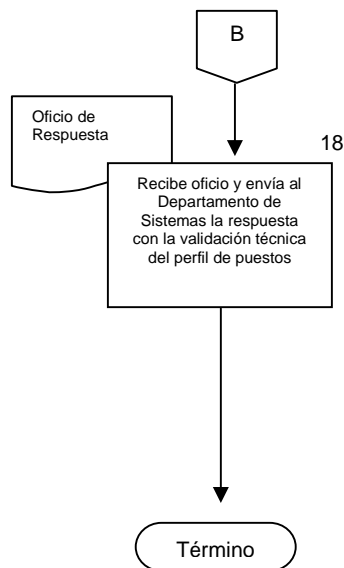 B
Oficio de
Respuesta
18
Recibe oficio y envía al
Departamento de
Sistemas la respuesta
con la validación técnica
del perfil de puestos
Término